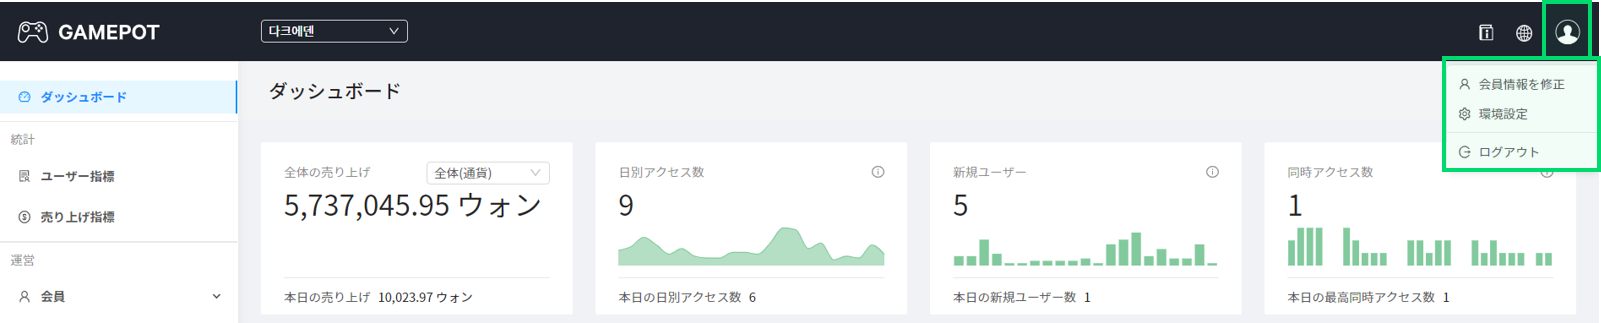 GAMEPOT
다크에덴
ダッシュボード
統計
ユーザー指標
売り上げ指標
運営
会員
ダッシュボード
会員情報を修正
環境設定
ログアウト
全体の売り上げ
全体(通貨)
5,737,045.95 ウォン
本日の売り上げ 10,023.97 ウォン
日別アクセス数
9
本日の日別アクセス数 6
新規ユーザー
5
本日の新規ユーザー数 1
同時アクセス数
1
本日の最高同時アクセス数 1